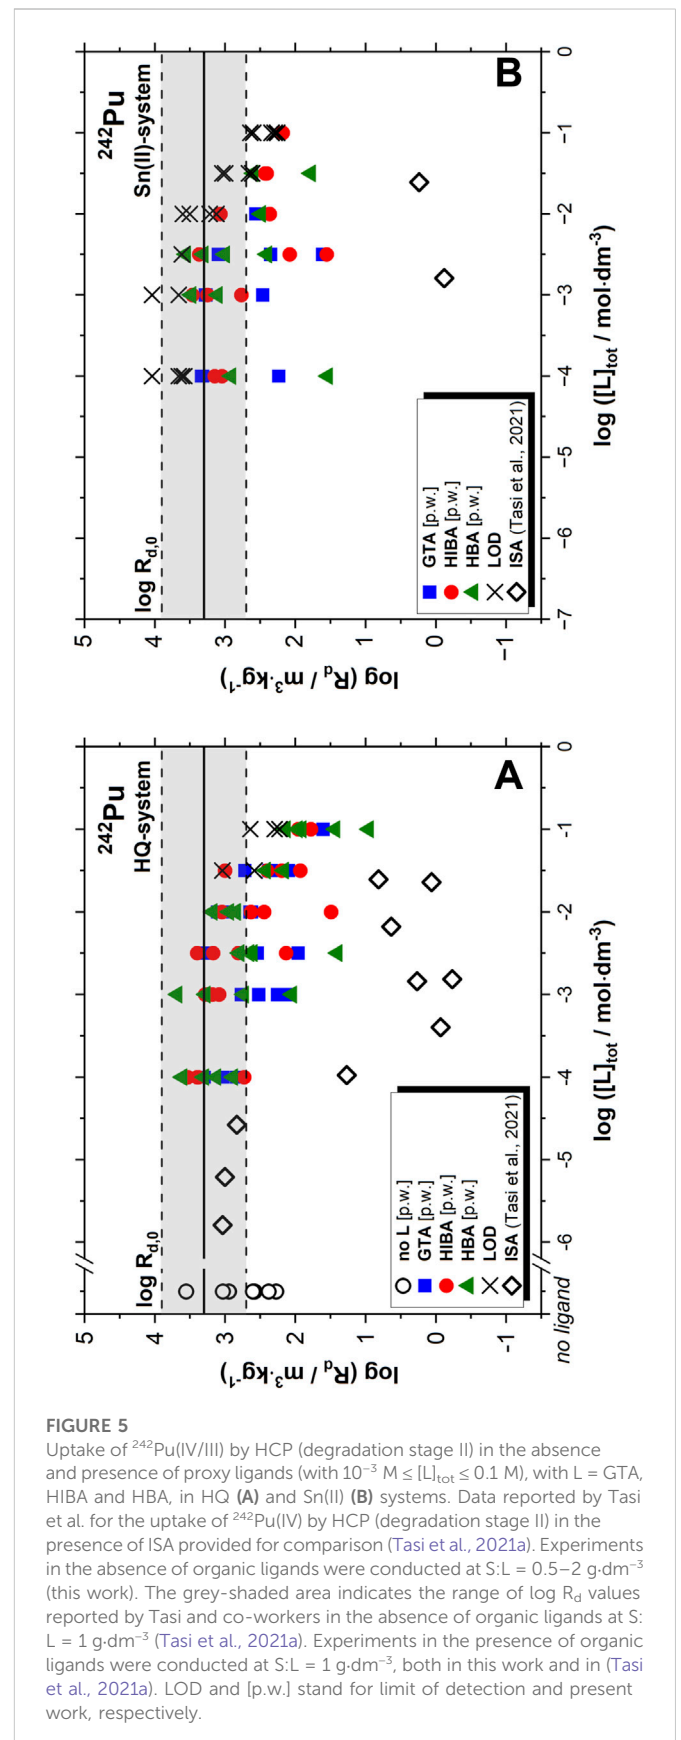 B
²⁴²Pu
Sn(II)-system
log R_d,0
5
4
3
2
1
0
−1
log (R_d / m³·kg⁻¹)
0
-1
-2
-3
-4
-5
-6
-7
log ([L]_tot / mol·dm⁻³)
GTA [p.w.]
HIBA [p.w.]
HBA [p.w.]
LOD
ISA (Tasi et al., 2021)
A
²⁴²Pu
HQ-system
log R_d,0
5
4
3
2
1
0
-1
log (R_d / m³·kg⁻¹)
0
-1
-2
-3
-4
-5
-6
no ligand
log ([L]_tot / mol·dm⁻³)
no L [p.w.]
GTA [p.w.]
HIBA [p.w.]
HBA [p.w.]
LOD
ISA (Tasi et al., 2021)
FIGURE 5
Uptake of ²⁴²Pu(IV/III) by HCP (degradation stage II) in the absence
and presence of proxy ligands (with 10⁻³ M ≤ [L]_tot ≤ 0.1 M), with L = GTA,
HIBA and HBA, in HQ (A) and Sn(II) (B) systems. Data reported by Tasi
et al. for the uptake of ²⁴²Pu(IV) by HCP (degradation stage II) in the
presence of ISA provided for comparison (Tasi et al., 2021a). Experiments
in the absence of organic ligands were conducted at S:L = 0.5–2 g·dm⁻³
(this work). The grey-shaded area indicates the range of log R_d values
reported by Tasi and co-workers in the absence of organic ligands at S:
L = 1 g·dm⁻³ (Tasi et al., 2021a). Experiments in the presence of organic
ligands were conducted at S:L = 1 g·dm⁻³, both in this work and in (Tasi
et al., 2021a). LOD and [p.w.] stand for limit of detection and present
work, respectively.